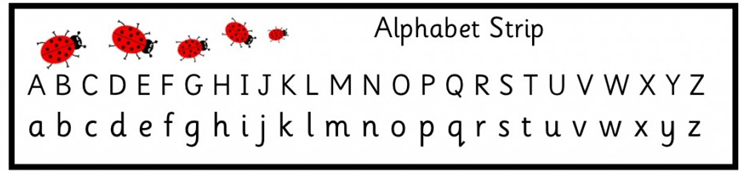 Alphabet Strip
A B C D E F G H I J K L M N O P Q R S T U V W X Y Z
a b c d e f g h i j k l m n o p q r s t u v w x y z